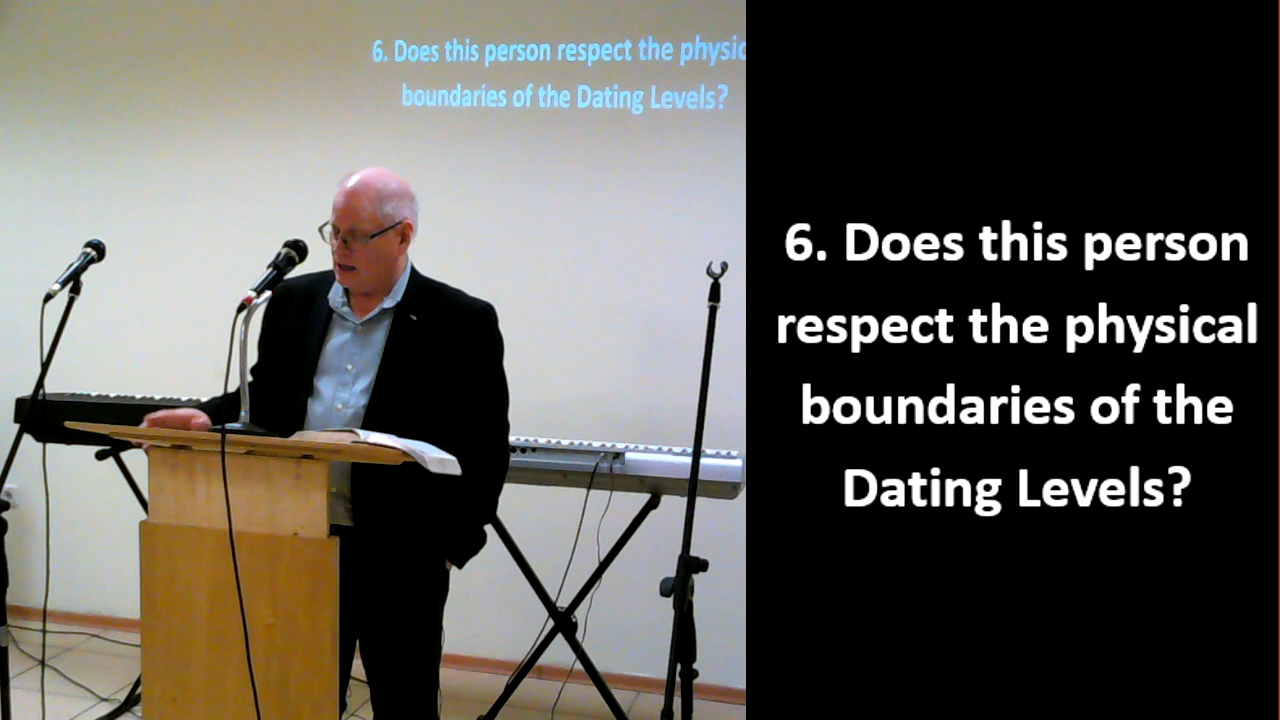 6. Does this person respect the physic
boundaries of the Dating Levels?
6. Does this person
respect the physical
boundaries of the
Dating Levels?